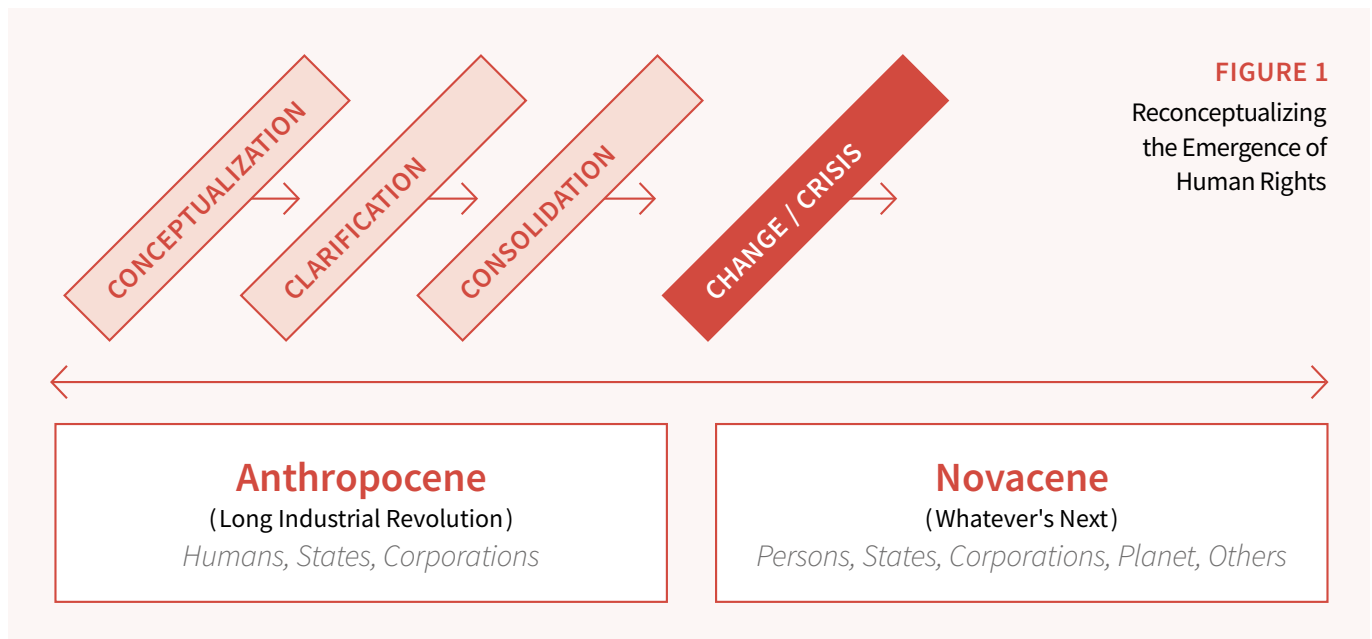 CONCEPTUALIZATION
CLARIFICATION
CONSOLIDATION
CHANGE / CRISIS
FIGURE 1
Reconceptualizing
the Emergence of
Human Rights
Anthropocene
(Long Industrial Revolution)
Humans, States, Corporations
Novacene
(Whatever's Next)
Persons, States, Corporations, Planet, Others